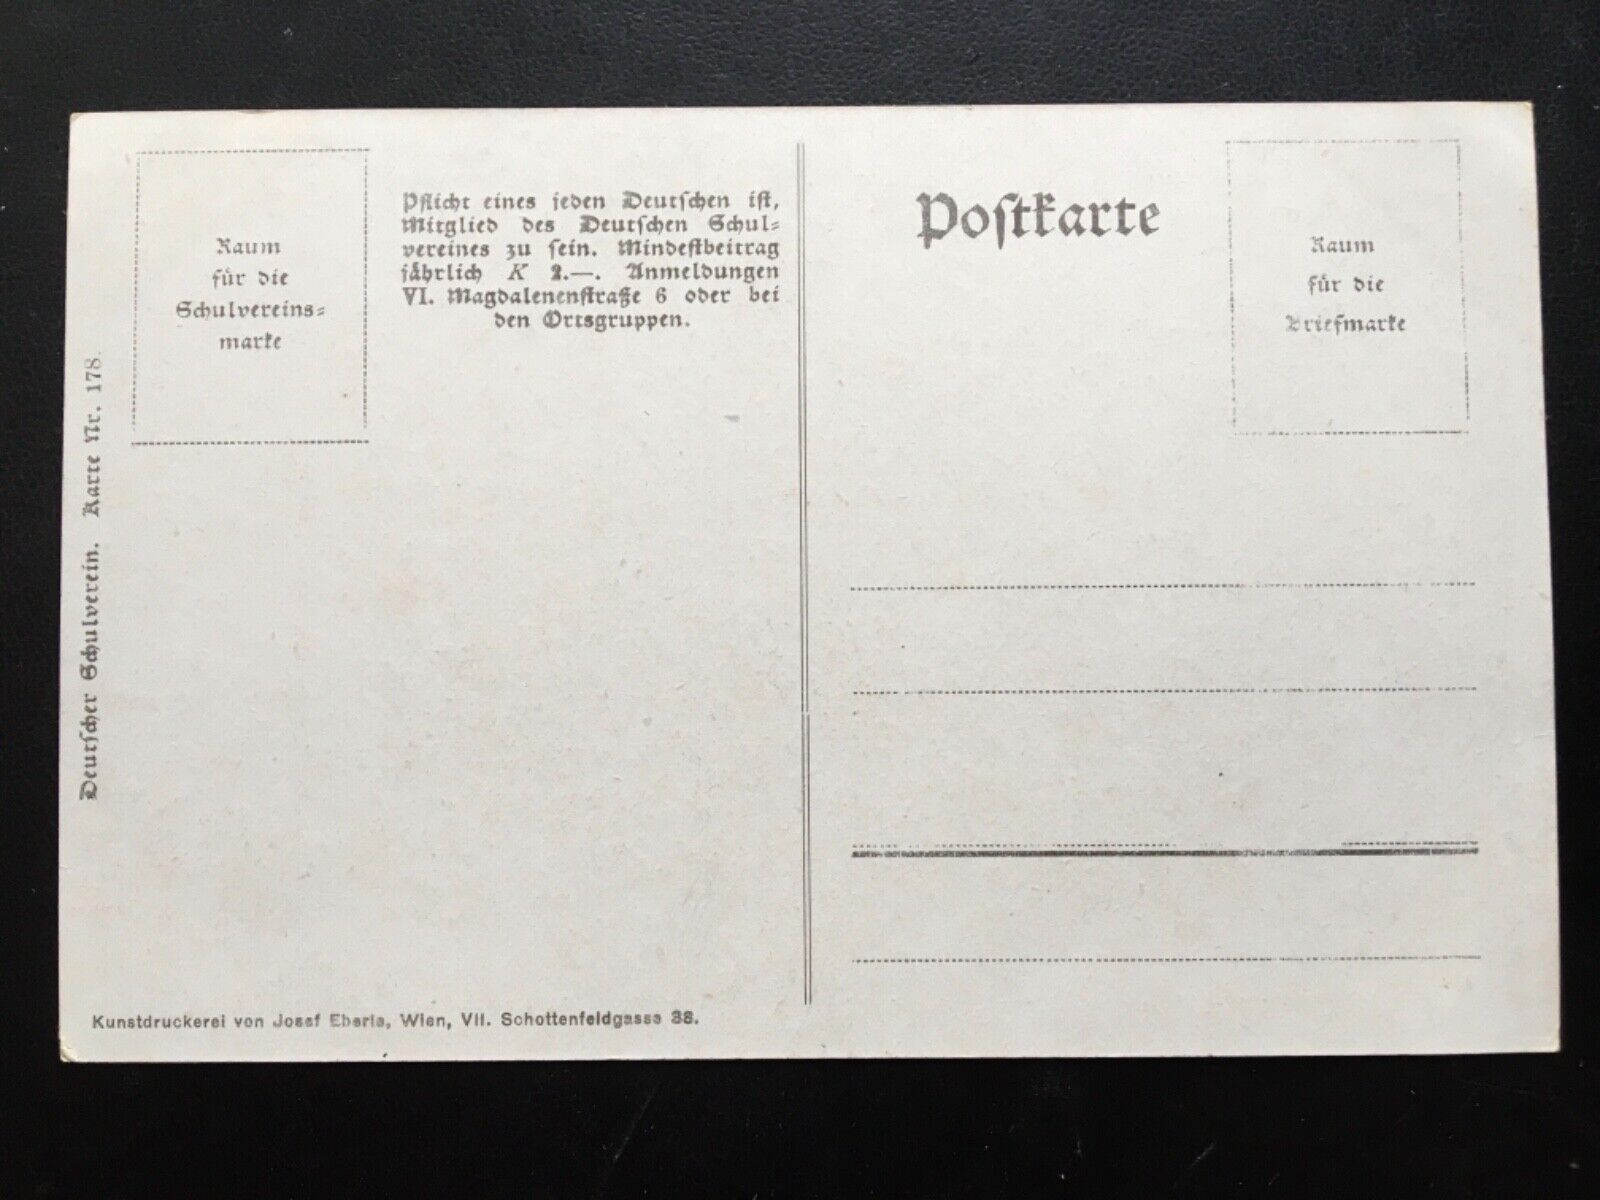 Raum
für die
Schulvereins-
marke
Pflicht eines jeden Deutschen ist,
Mitglied des Deutschen Schul-
vereines zu sein. Mindestbeitrag
jährlich K 2.—. Anmeldungen
VI. Magdalenenstraße 6 oder bei
den Ortsgruppen.
Postkarte
Raum
für die
Briefmarke
Deutscher Schulverein. Karte Nr. 178.
Kunstdruckerei von Josef Eberle, Wien, VII. Schottenfeldgasse 38.